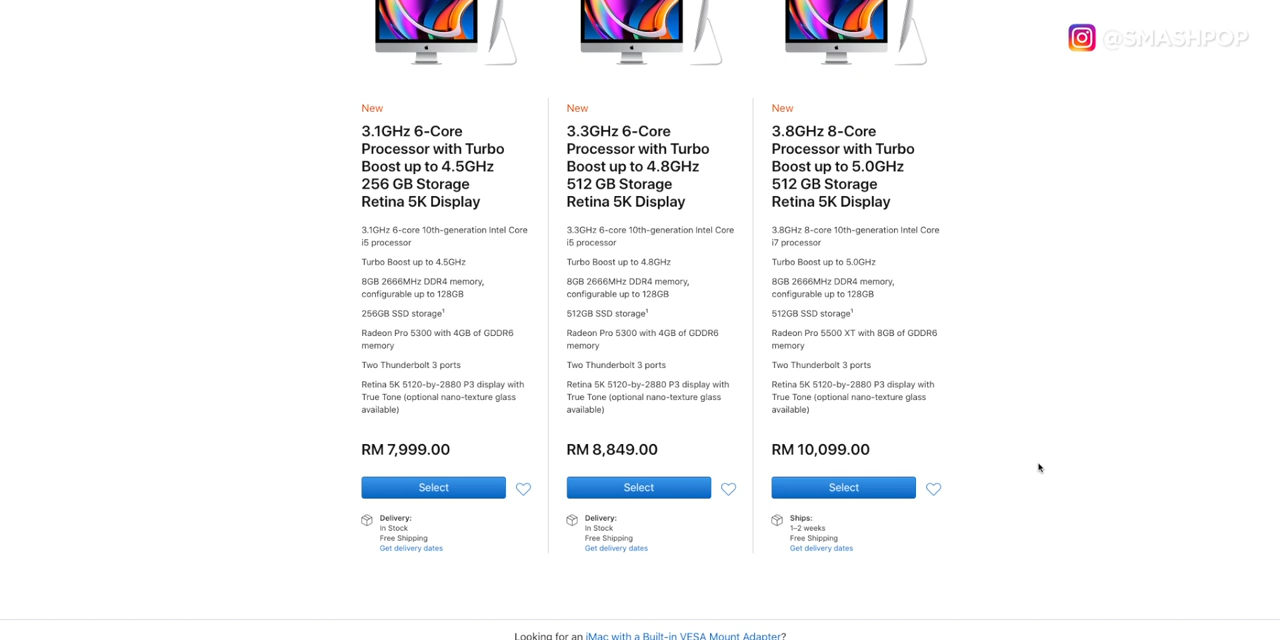 @SMASHPOP
New
3.1GHz 6-Core
Processor with Turbo
Boost up to 4.5GHz
256 GB Storage
Retina 5K Display
3.1GHz 6-core 10th-generation Intel Core
i5 processor
Turbo Boost up to 4.5GHz
8GB 2666MHz DDR4 memory,
configurable up to 128GB
256GB SSD storage¹
Radeon Pro 5300 with 4GB of GDDR6
memory
Two Thunderbolt 3 ports
Retina 5K 5120-by-2880 P3 display with
True Tone (optional nano-texture glass
available)
RM 7,999.00
Select
Delivery:
In Stock
Free Shipping
Get delivery dates
New
3.3GHz 6-Core
Processor with Turbo
Boost up to 4.8GHz
512 GB Storage
Retina 5K Display
3.3GHz 6-core 10th-generation Intel Core
i5 processor
Turbo Boost up to 4.8GHz
8GB 2666MHz DDR4 memory,
configurable up to 128GB
512GB SSD storage¹
Radeon Pro 5300 with 4GB of GDDR6
memory
Two Thunderbolt 3 ports
Retina 5K 5120-by-2880 P3 display with
True Tone (optional nano-texture glass
available)
RM 8,849.00
Select
Delivery:
In Stock
Free Shipping
Get delivery dates
New
3.8GHz 8-Core
Processor with Turbo
Boost up to 5.0GHz
512 GB Storage
Retina 5K Display
3.8GHz 8-core 10th-generation Intel Core
i7 processor
Turbo Boost up to 5.0GHz
8GB 2666MHz DDR4 memory,
configurable up to 128GB
512GB SSD storage¹
Radeon Pro 5500 XT with 8GB of GDDR6
memory
Two Thunderbolt 3 ports
Retina 5K 5120-by-2880 P3 display with
True Tone (optional nano-texture glass
available)
RM 10,099.00
Select
Ships:
1–2 weeks
Free Shipping
Get delivery dates
Looking for an iMac with a Built-in VESA Mount Adapter?